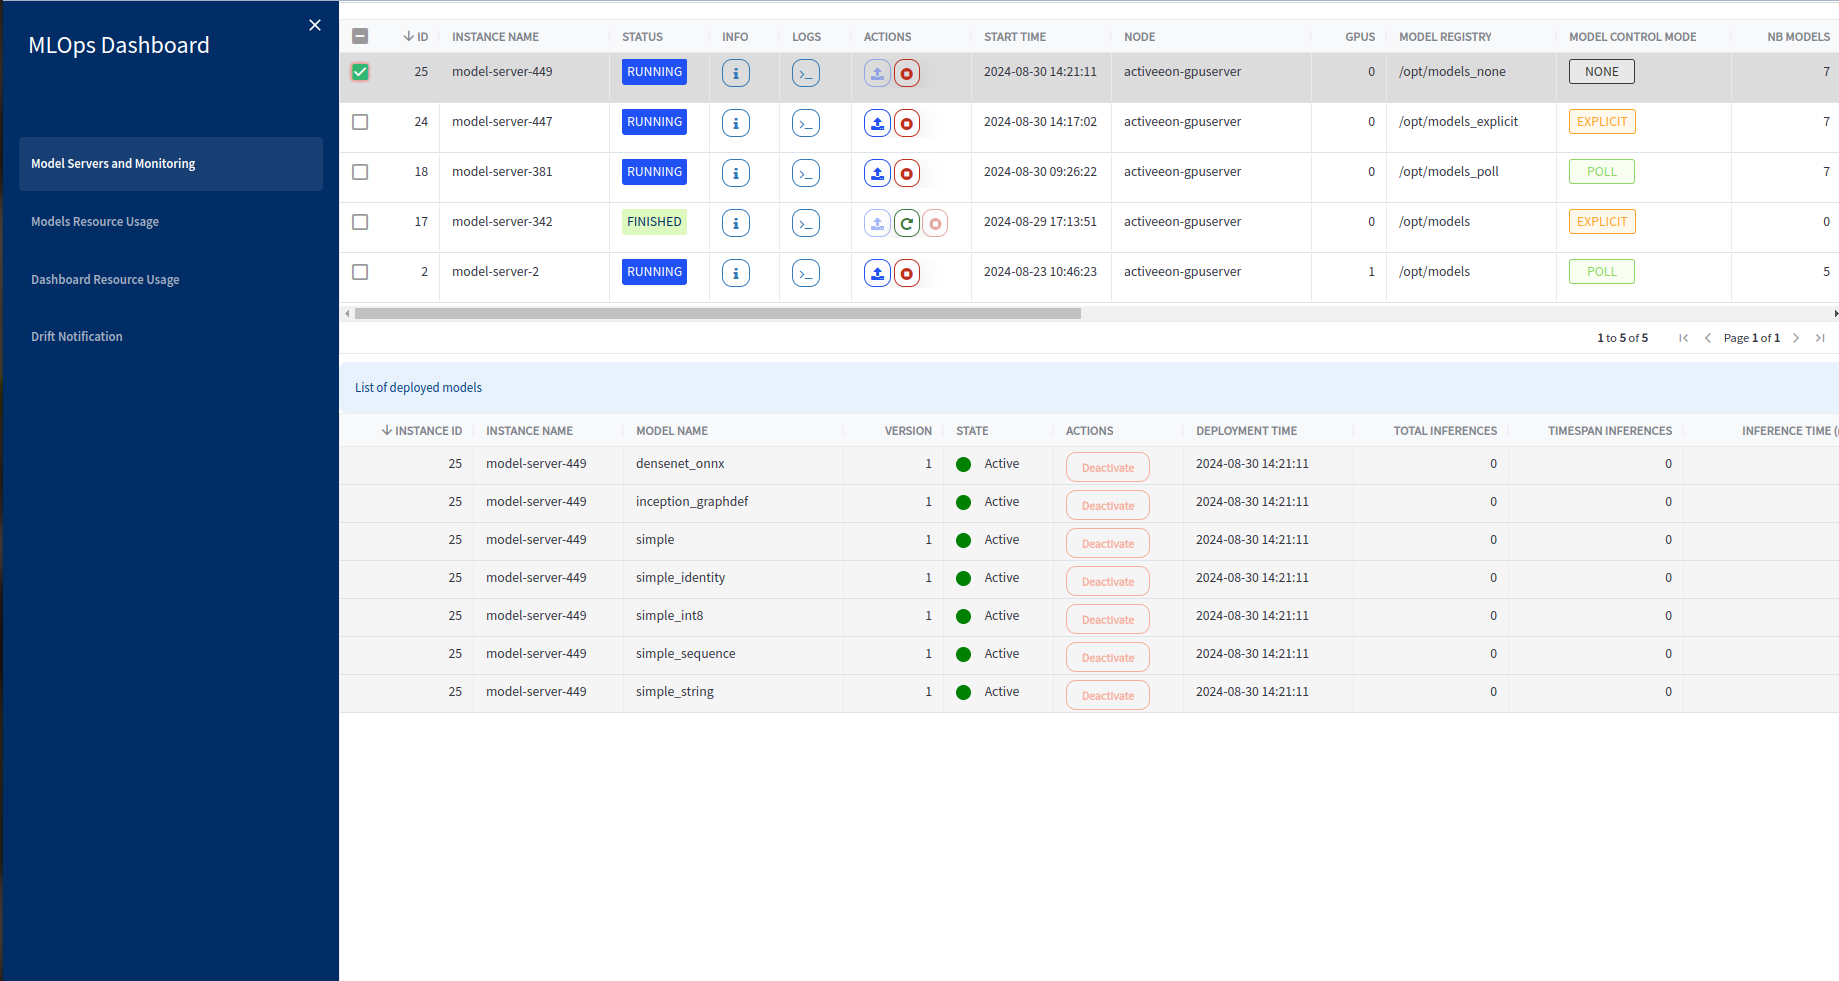 MLOps Dashboard
Model Servers and Monitoring
Models Resource Usage
Dashboard Resource Usage
Drift Notification
ID INSTANCE NAME STATUS INFO LOGS ACTIONS START TIME NODE GPUS MODEL REGISTRY MODEL CONTROL MODE NB MODELS
25 model-server-449 RUNNING 2024-08-30 14:21:11 activeeon-gpuserver 0 /opt/models_none NONE 7
24 model-server-447 RUNNING 2024-08-30 14:17:02 activeeon-gpuserver 0 /opt/models_explicit EXPLICIT 7
18 model-server-381 RUNNING 2024-08-30 09:26:22 activeeon-gpuserver 0 /opt/models_poll POLL 7
17 model-server-342 FINISHED 2024-08-29 17:13:51 activeeon-gpuserver 0 /opt/models EXPLICIT 0
2 model-server-2 RUNNING 2024-08-23 10:46:23 activeeon-gpuserver 1 /opt/models POLL 5
1 to 5 of 5 Page 1 of 1
List of deployed models
INSTANCE ID INSTANCE NAME MODEL NAME VERSION STATE ACTIONS DEPLOYMENT TIME TOTAL INFERENCES TIMESPAN INFERENCES INFERENCE TIME (
25 model-server-449 densenet_onnx 1 Active Deactivate 2024-08-30 14:21:11 0 0
25 model-server-449 inception_graphdef 1 Active Deactivate 2024-08-30 14:21:11 0 0
25 model-server-449 simple 1 Active Deactivate 2024-08-30 14:21:11 0 0
25 model-server-449 simple_identity 1 Active Deactivate 2024-08-30 14:21:11 0 0
25 model-server-449 simple_int8 1 Active Deactivate 2024-08-30 14:21:11 0 0
25 model-server-449 simple_sequence 1 Active Deactivate 2024-08-30 14:21:11 0 0
25 model-server-449 simple_string 1 Active Deactivate 2024-08-30 14:21:11 0 0